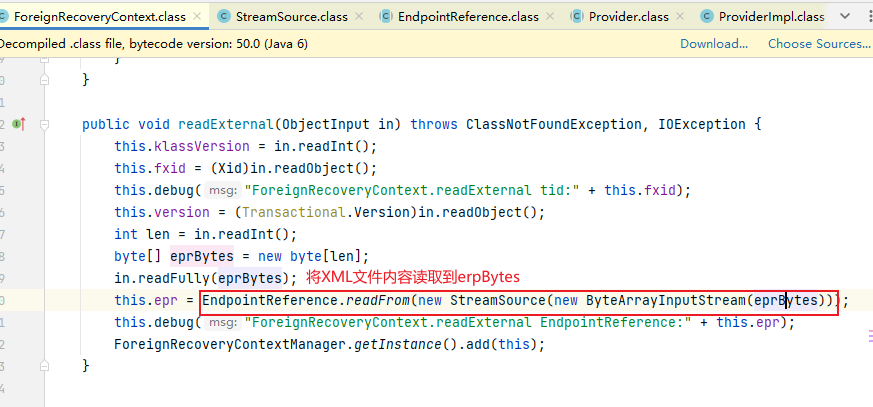 ForeignRecoveryContext.class StreamSource.class EndpointReference.class Provider.class ProviderImpl.class
Decompiled .class file, bytecode version: 50.0 (Java 6) Download... Choose Sources...
}
}
public void readExternal(ObjectInput in) throws ClassNotFoundException, IOException {
this.klassVersion = in.readInt();
this.fxid = (Xid)in.readObject();
this.debug( msg: "ForeignRecoveryContext.readExternal tid:" + this.fxid);
this.version = (Transactional.Version)in.readObject();
int len = in.readInt();
byte[] eprBytes = new byte[len];
in.readFully(eprBytes); 将XML文件内容读取到erpBytes
this.epr = EndpointReference.readFrom(new StreamSource(new ByteArrayInputStream(eprBytes)));
this.debug( msg: "ForeignRecoveryContext.readExternal EndpointReference:" + this.epr);
ForeignRecoveryContextManager.getInstance().add(this);
}